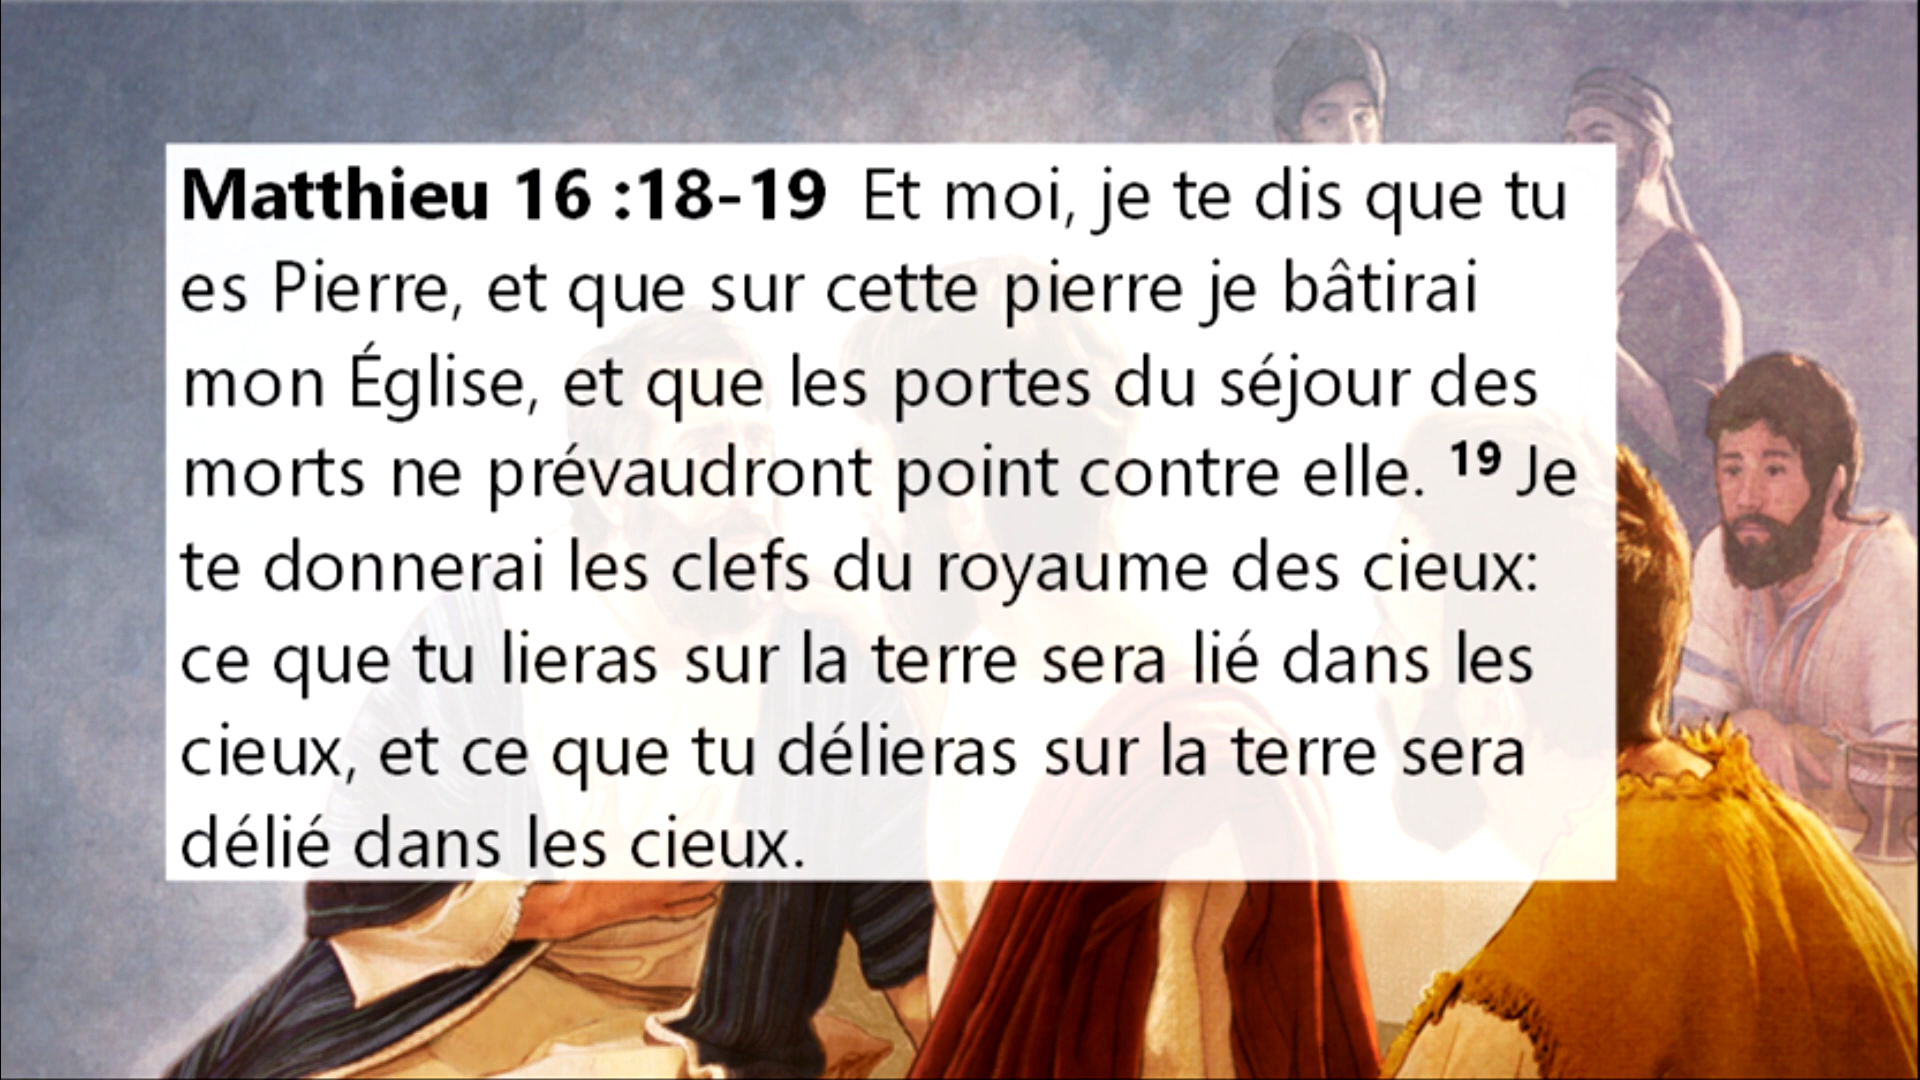 Matthieu 16 :18-19 Et moi, je te dis que tu
es Pierre, et que sur cette pierre je bâtirai
mon Église, et que les portes du séjour des
morts ne prévaudront point contre elle. 19 Je
te donnerai les clefs du royaume des cieux:
ce que tu lieras sur la terre sera lié dans les
cieux, et ce que tu délieras sur la terre sera
délié dans les cieux.